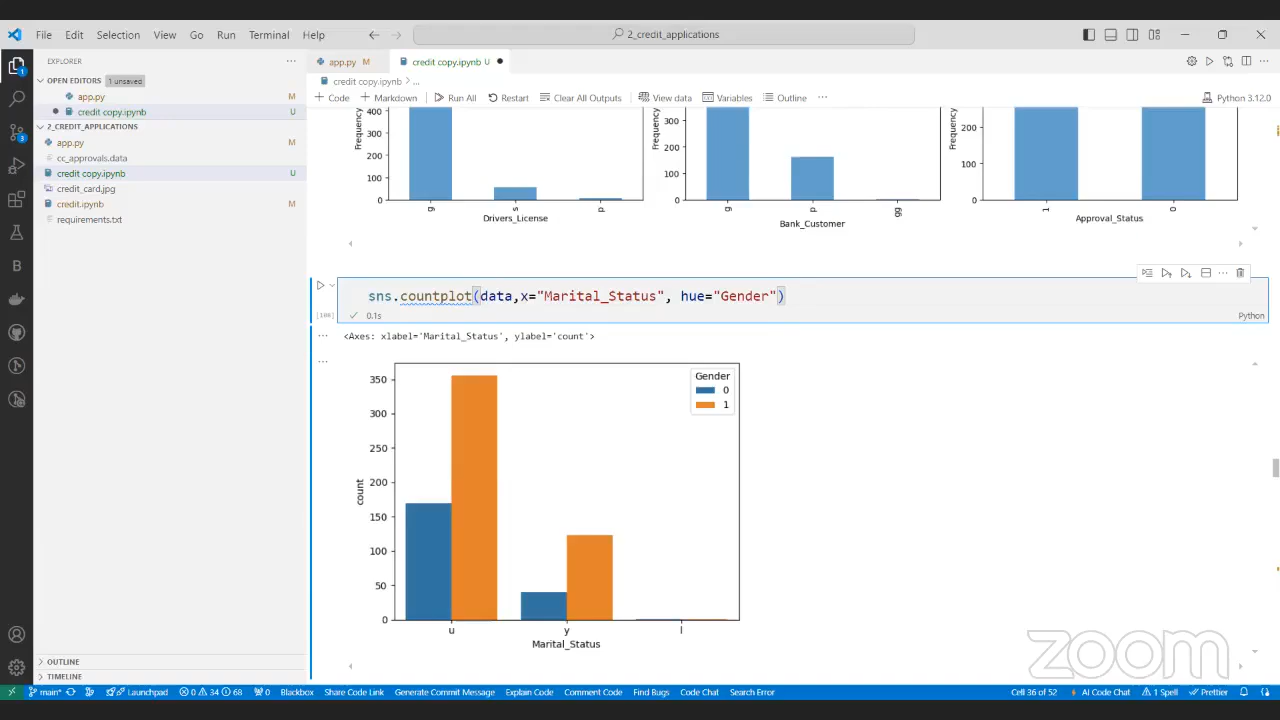 File Edit Selection View Go Run Terminal Help
2_credit_applications
EXPLORER
OPEN EDITORS 1 unsaved
app.py M
credit copy.ipynb U
2_CREDIT_APPLICATIONS
app.py M
cc_approvals.data
credit copy.ipynb U
credit_card.jpg
credit.ipynb M
requirements.txt
OUTLINE
TIMELINE
app.py M credit copy.ipynb U
credit copy.ipynb > ...
+ Code + Markdown Run All Restart Clear All Outputs View data Variables Outline ... Python 3.12.0
Frequency
400
300
200
100
0
g s p
Drivers_License
Frequency
300
200
100
0
g p gg
Bank_Customer
Frequency
200
100
0
1 0
Approval_Status
sns.countplot(data,x="Marital_Status", hue="Gender")
[106] 0.1s Python
<Axes: xlabel='Marital_Status', ylabel='count'>
Gender
0
1
350
300
250
200
150
100
50
0
count
u y l
Marital_Status
zoom
main* Launchpad 0 34 68 0 Blackbox Share Code Link Generate Commit Message Explain Code Comment Code Find Bugs Code Chat Search Error Cell 36 of 52 AI Code Chat 1 Spell Prettier